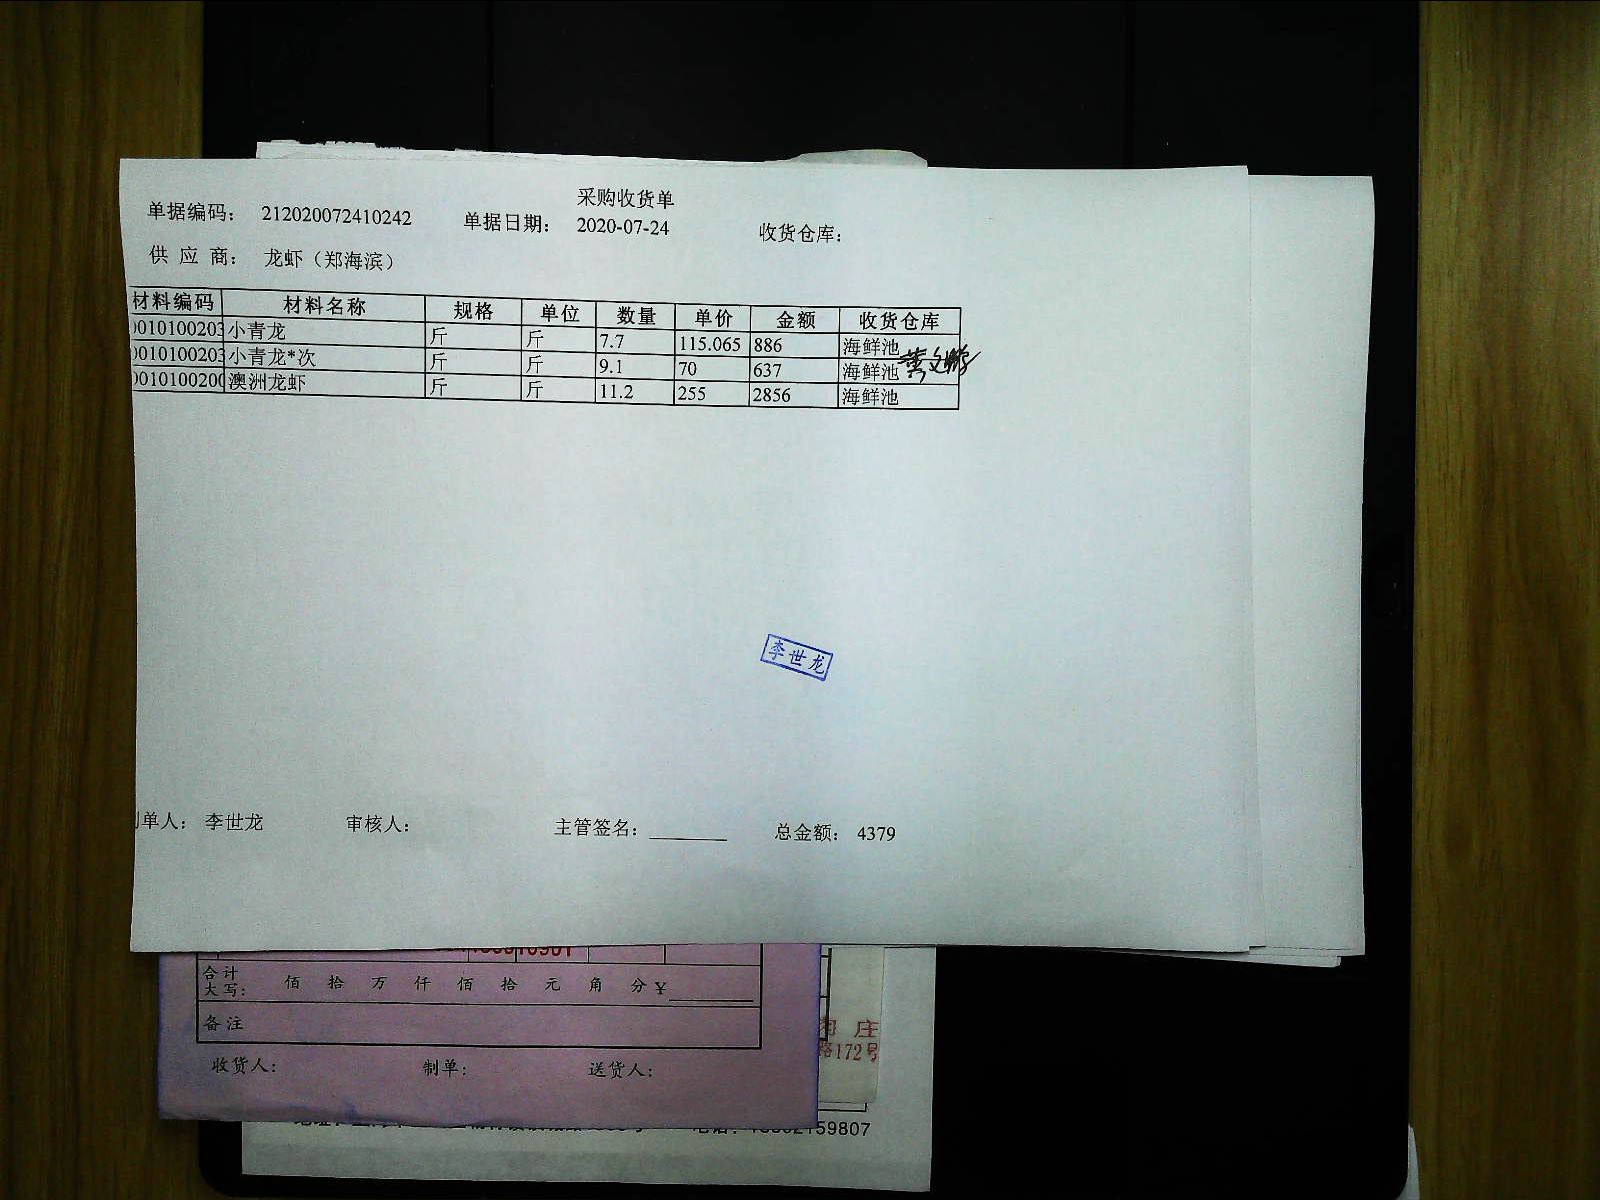 采购收货单
单据编码： 212020072410242 单据日期： 2020-07-24 收货仓库：
供 应 商： 龙虾（郑海滨）
材料编码 材料名称 规格 单位 数量 单价 金额 收货仓库
010100203 小青龙 斤 斤 7.7 115.065 886 海鲜池
010100203 小青龙*次 斤 斤 9.1 70 637 海鲜池
010100200 澳洲龙虾 斤 斤 11.2 255 2856 海鲜池
李世龙
制单人： 李世龙 审核人： 主管签名： 总金额： 4379
合计
大写： 佰 拾 万 仟 佰 拾 元 角 分 ¥
备注
收货人： 制单： 送货人：
庄
路172号